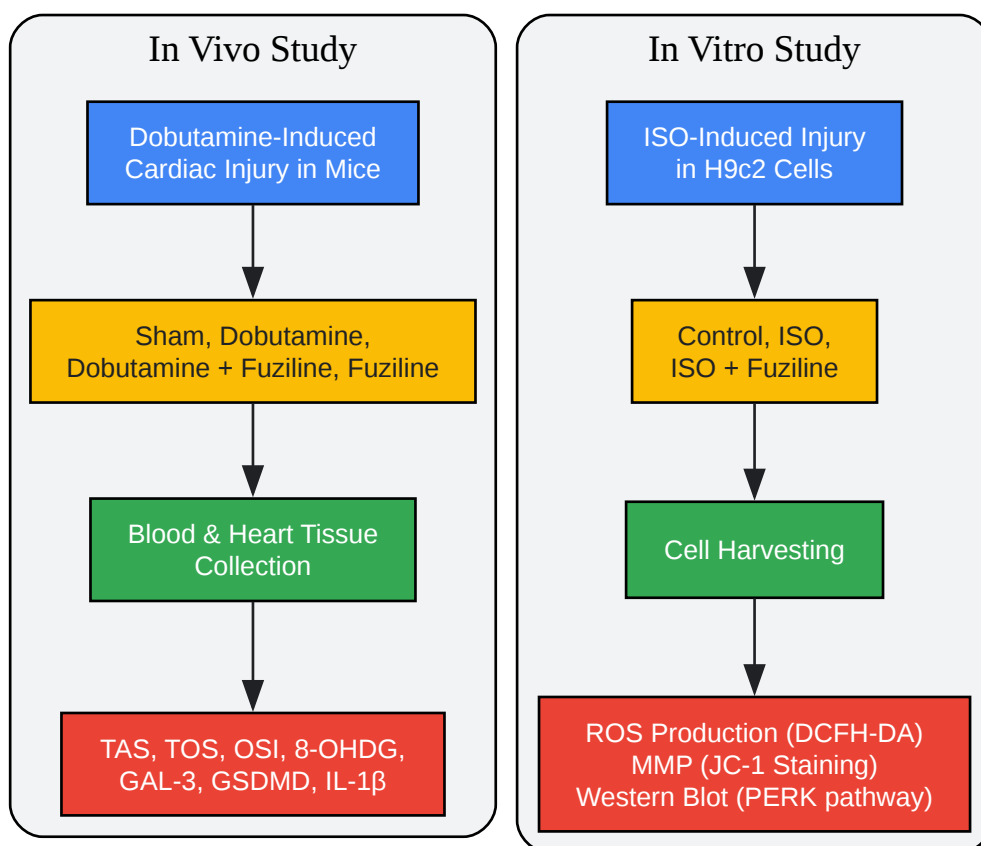 In Vivo Study
Dobutamine-Induced
Cardiac Injury in Mice
Sham, Dobutamine,
Dobutamine + Fuziline, Fuziline
Blood & Heart Tissue
Collection
TAS, TOS, OSI, 8-OHDG,
GAL-3, GSDMD, IL-1β
In Vitro Study
ISO-Induced Injury
in H9c2 Cells
Control, ISO,
ISO + Fuziline
Cell Harvesting
ROS Production (DCFH-DA)
MMP (JC-1 Staining)
Western Blot (PERK pathway)